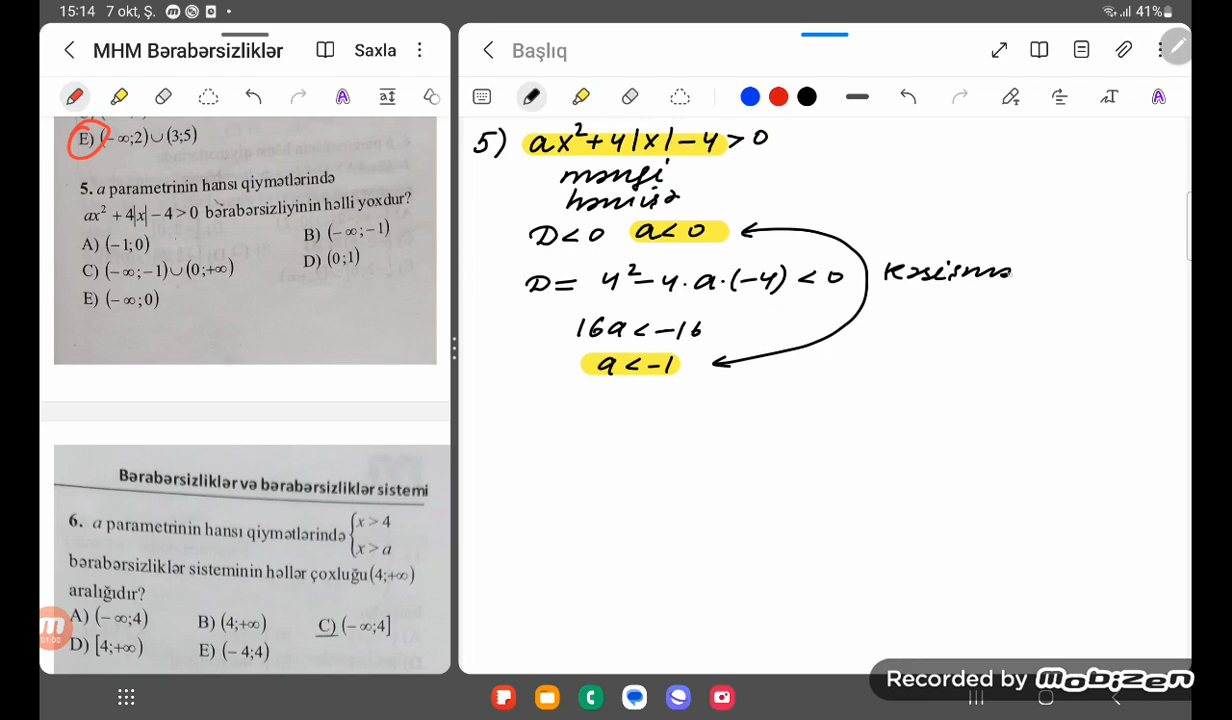 15:14 7 okt, Ş. 41%
MHM Bərabərsizliklər Saxla
E) (-∞;2)∪(3;5)
5. a parametrinin hansı qiymətlərində
ax² + 4|x| − 4 > 0 bərabərsizliyinin həlli yoxdur?
A) (−1;0) B) (−∞;−1)
C) (−∞;−1)∪(0;+∞) D) (0;1)
E) (−∞;0)
Bərabərsizliklər və bərabərsizliklər sistemi
6. a parametrinin hansı qiymətlərində {x > 4
x > a
bərabərsizliklər sisteminin həllər çoxluğu (4;+∞)
aralığıdır?
A) (−∞;4) B) (4;+∞) C) (−∞;4]
D) [4;+∞) E) (−4;4)
01:00
Başlıq
5) ax²+4|x|−4 > 0
mənfi
həmişə
D<0 a<0
D = 4²−4·a·(−4) < 0 Kəsişmə
16a < −16
a < −1
Recorded by mobizen